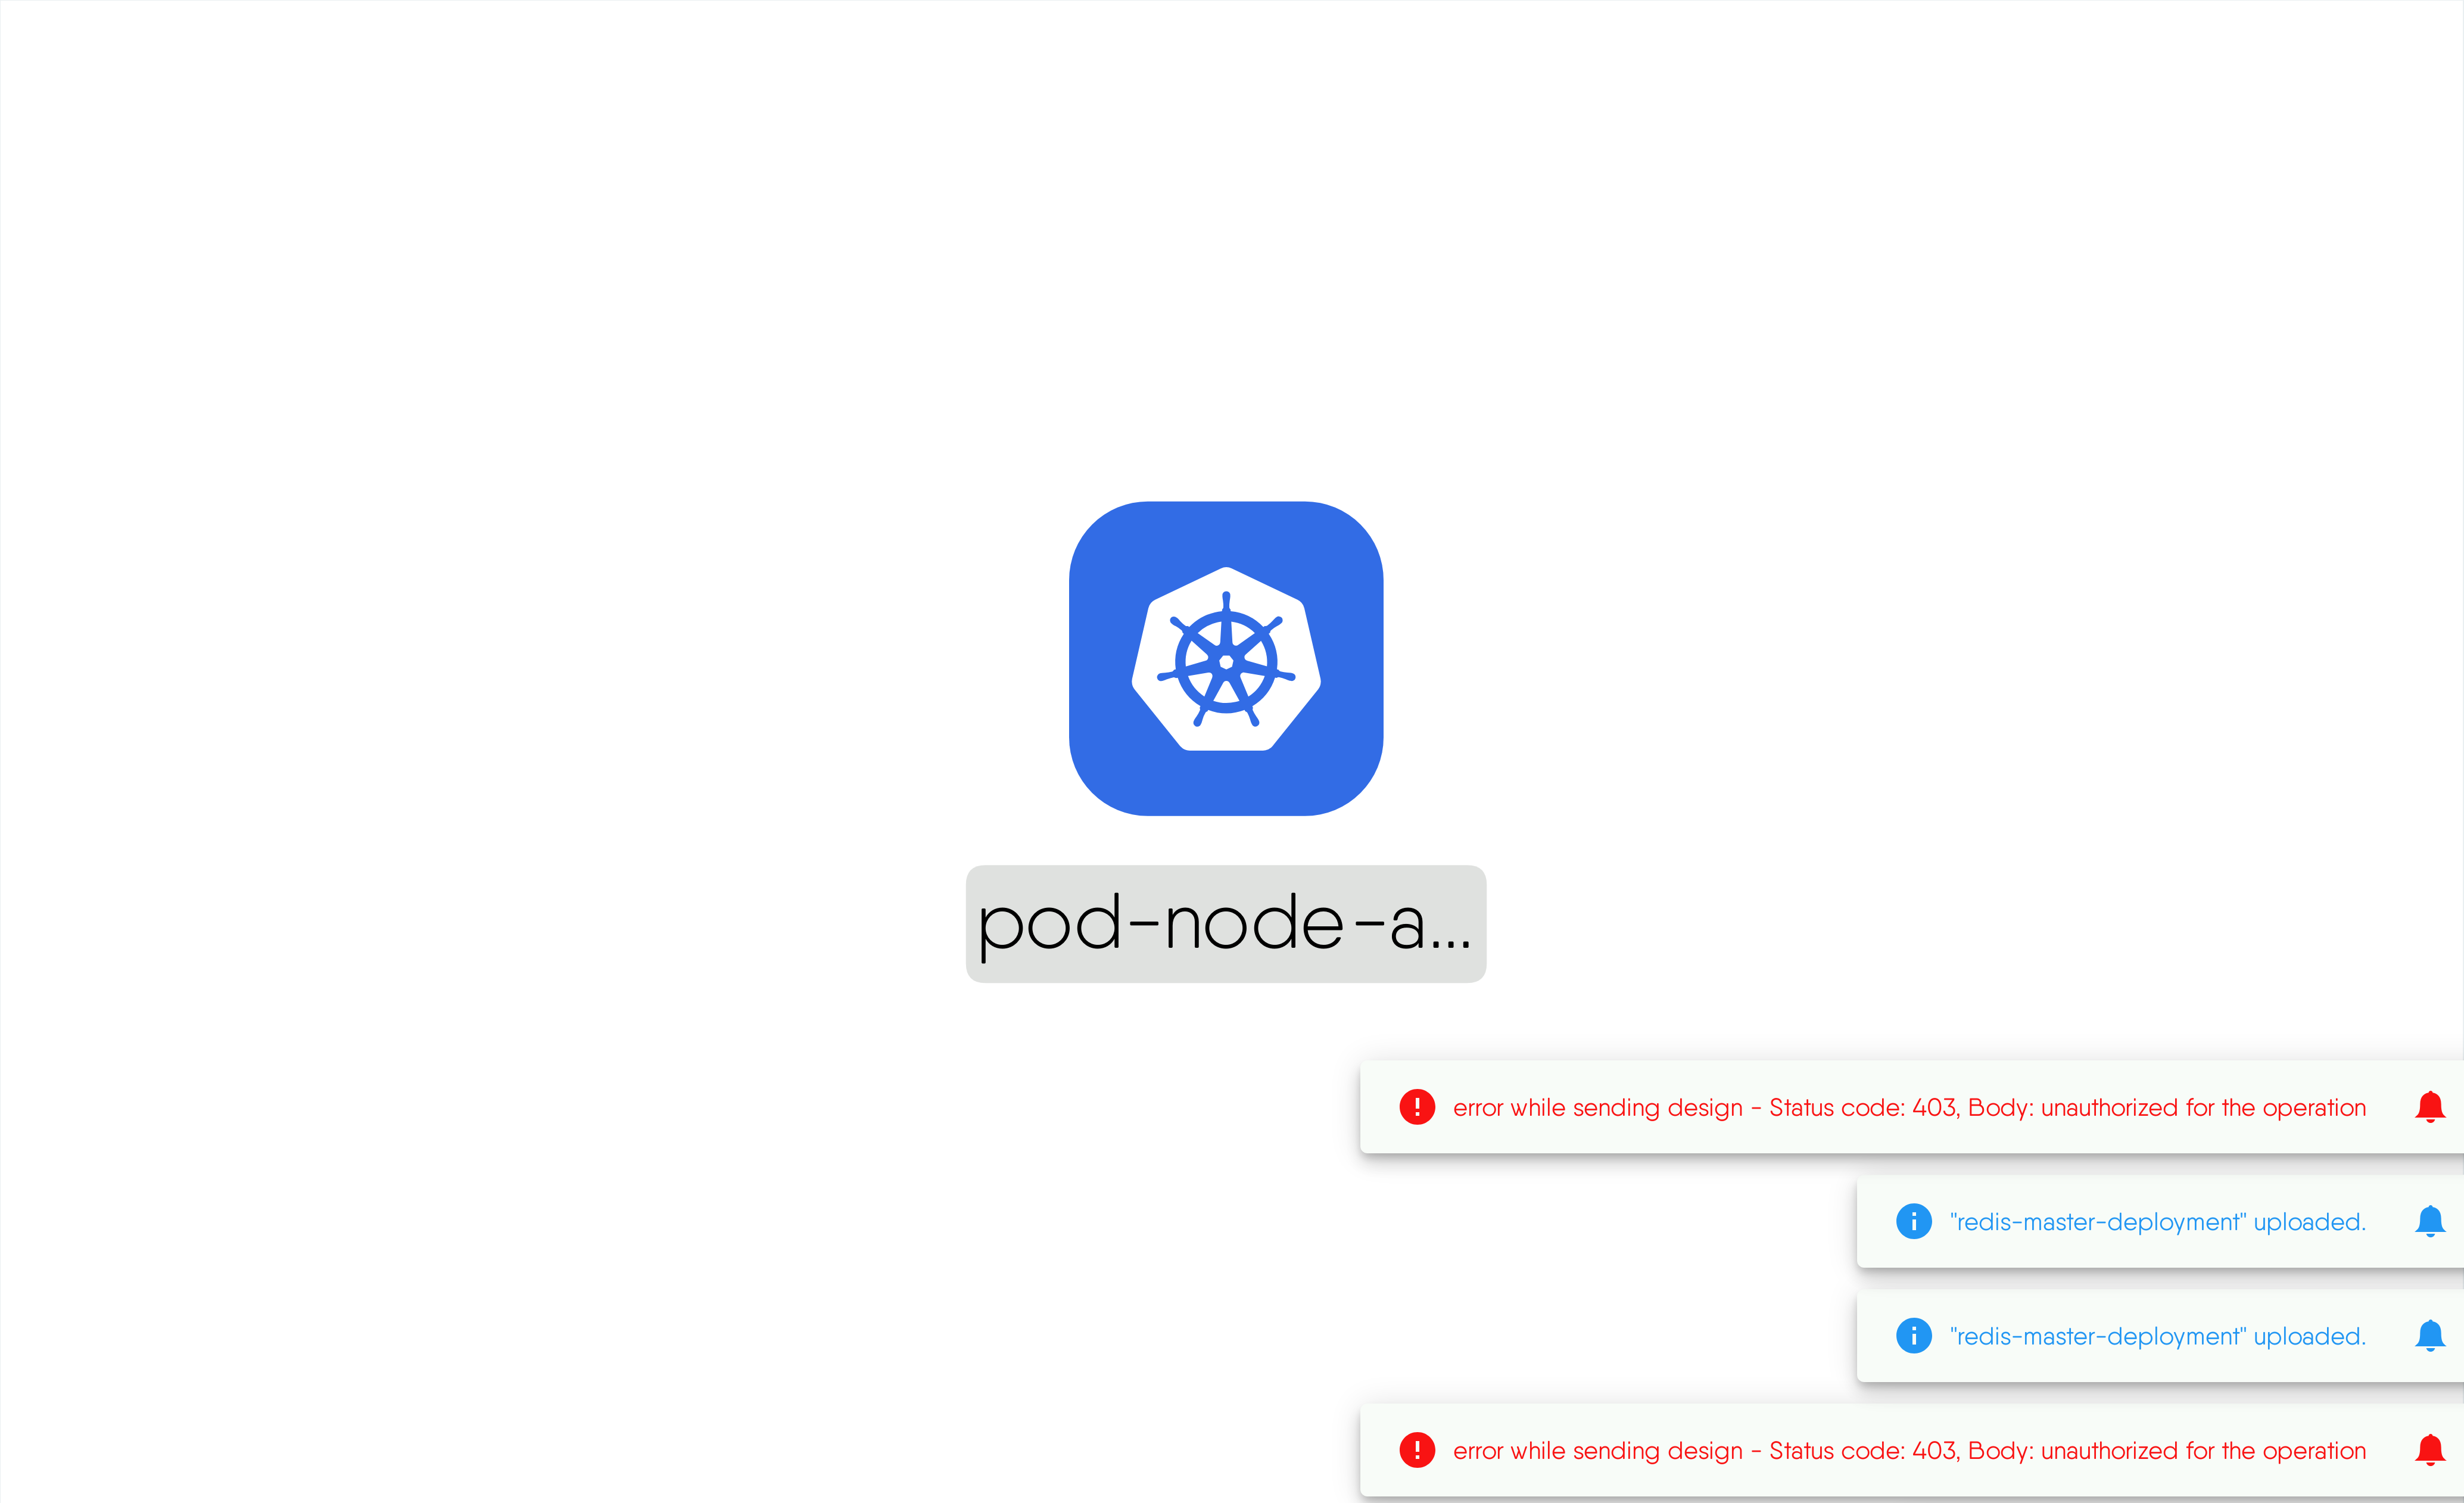 pod-node-a...
error while sending design - Status code: 403, Body: unauthorized for the operation
"redis-master-deployment" uploaded.
"redis-master-deployment" uploaded.
error while sending design - Status code: 403, Body: unauthorized for the operation